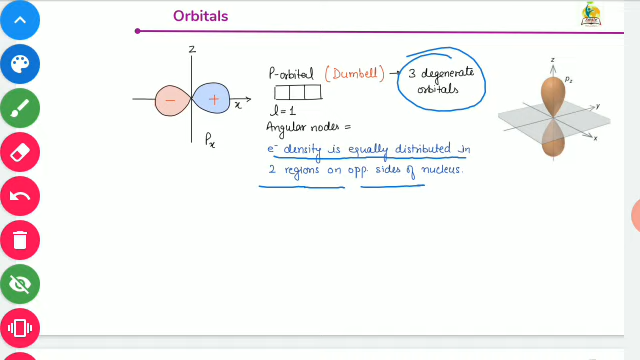 Orbitals
z
P-orbital (Dumbell) → 3 degenerate
orbitals
− + x
l = 1
Px
Angular nodes =
e⁻ density is equally distributed in
2 regions on opp. sides of nucleus.
z
pz
y
x